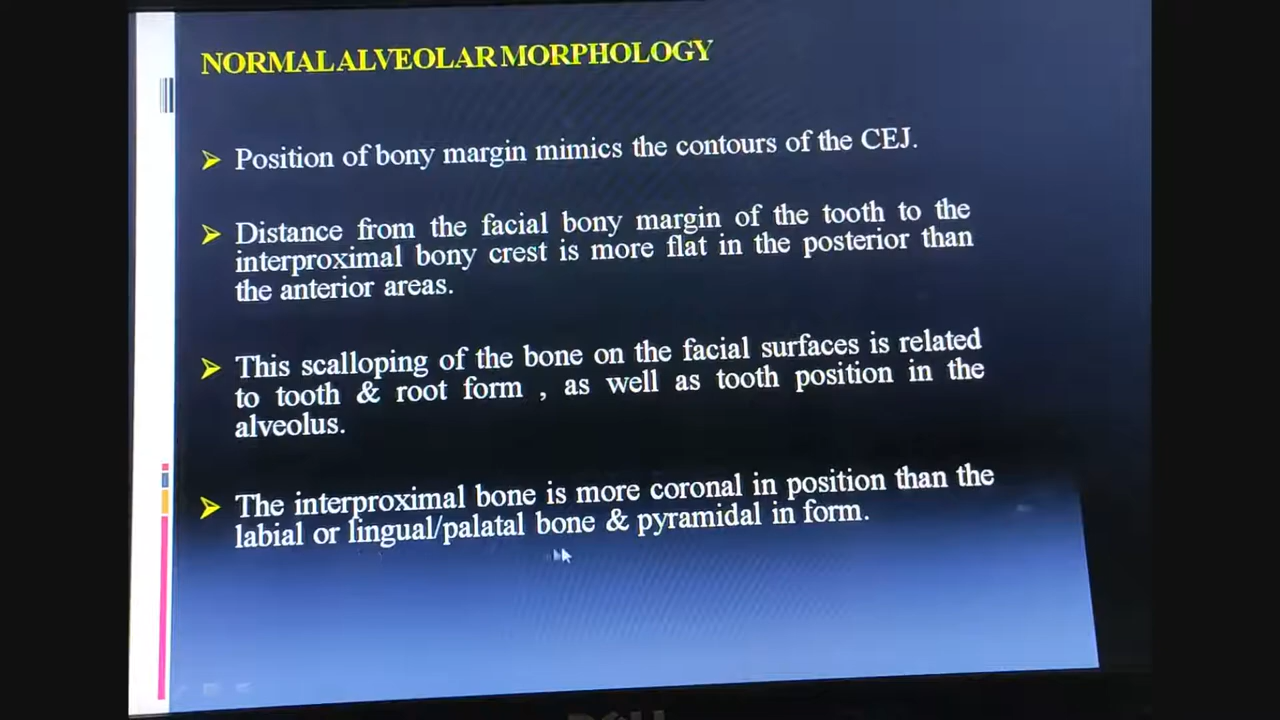 NORMAL ALVEOLAR MORPHOLOGY
Position of bony margin mimics the contours of the CEJ.
Distance from the facial bony margin of the tooth to the
interproximal bony crest is more flat in the posterior than
the anterior areas.
This scalloping of the bone on the facial surfaces is related
to tooth & root form , as well as tooth position in the
alveolus.
The interproximal bone is more coronal in position than the
labial or lingual/palatal bone & pyramidal in form.
DELL